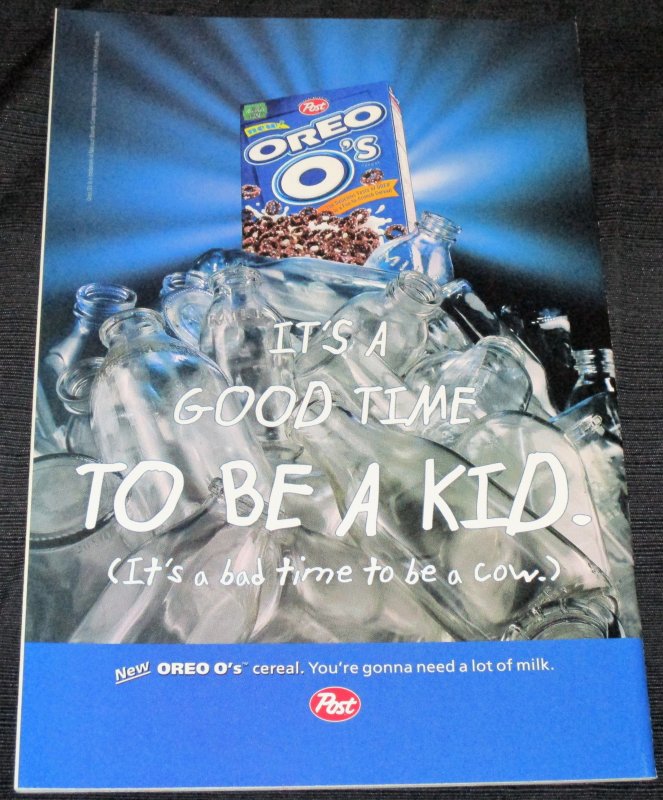 Post
NEW!
OREO
O's
IT'S A
GOOD TIME
TO BE A KID.
(It's a bad time to be a cow.)
New OREO O's™ cereal. You're gonna need a lot of milk.
Post